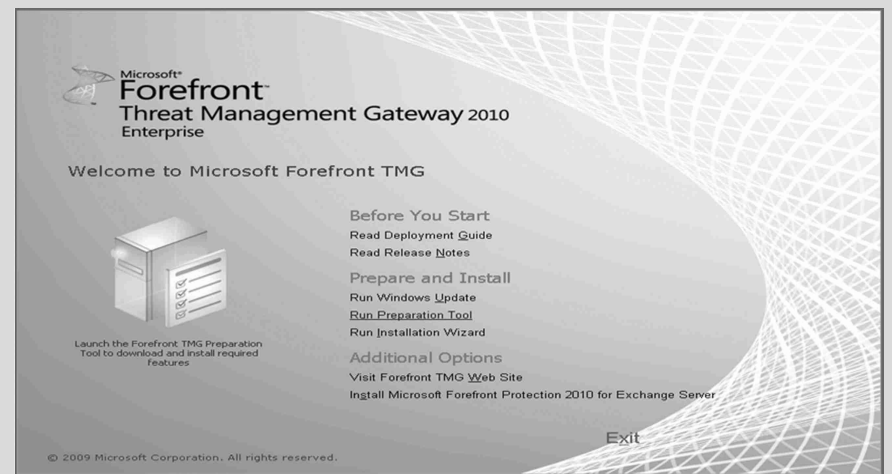 Microsoft®
Forefront™
Threat Management Gateway 2010
Enterprise
Welcome to Microsoft Forefront TMG
Before You Start
Read Deployment Guide
Read Release Notes
Prepare and Install
Run Windows Update
Run Preparation Tool
Run Installation Wizard
Launch the Forefront TMG Preparation
Tool to download and install required
features
Additional Options
Visit Forefront TMG Web Site
Install Microsoft Forefront Protection 2010 for Exchange Server
Exit
© 2009 Microsoft Corporation. All rights reserved.